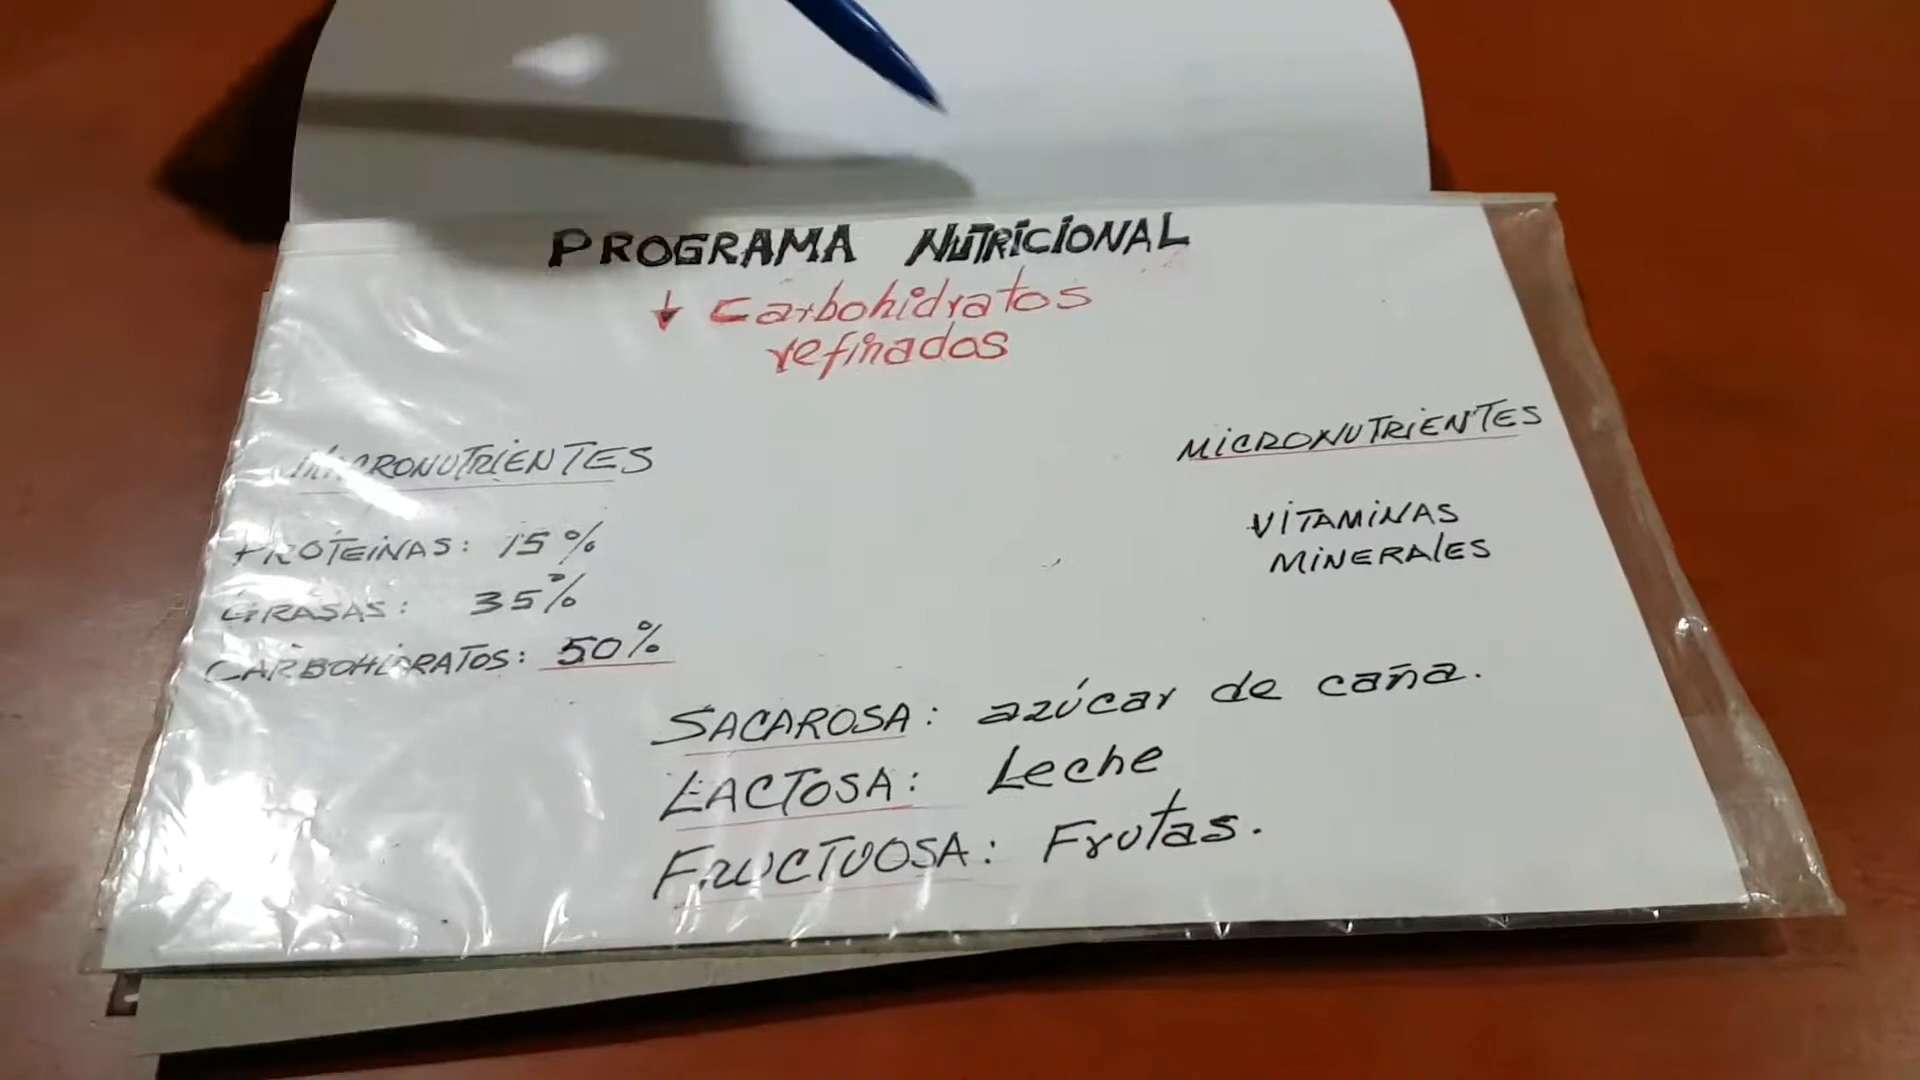 PROGRAMA NUTRICIONAL
↓ Carbohidratos
refinados
MACRONUTRIENTES
PROTEINAS: 15%
GRASAS: 35%
CARBOHIDRATOS: 50%
MICRONUTRIENTES
VITAMINAS
MINERALES
SACAROSA: azúcar de caña.
LACTOSA: Leche
FRUCTUOSA: Frutas.